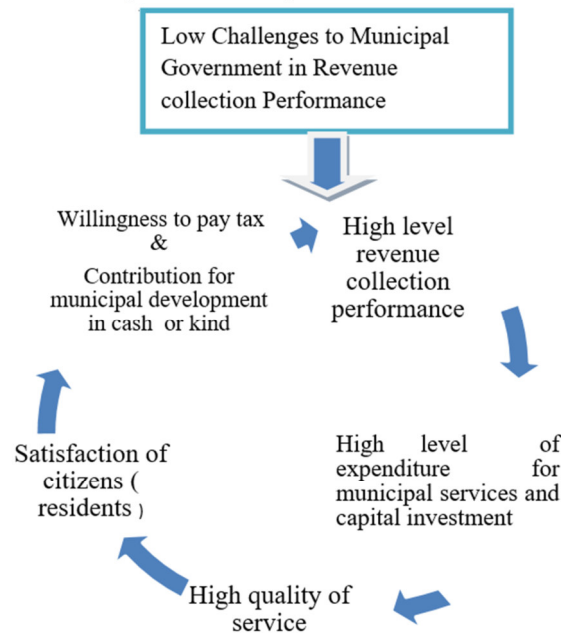 Low Challenges to Municipal
Government in Revenue
collection Performance
Willingness to pay tax
&
Contribution for
municipal development
in cash or kind
High level
revenue
collection
performance
High level of
expenditure for
municipal services and
capital investment
High quality of
service
Satisfaction of
citizens (
residents )